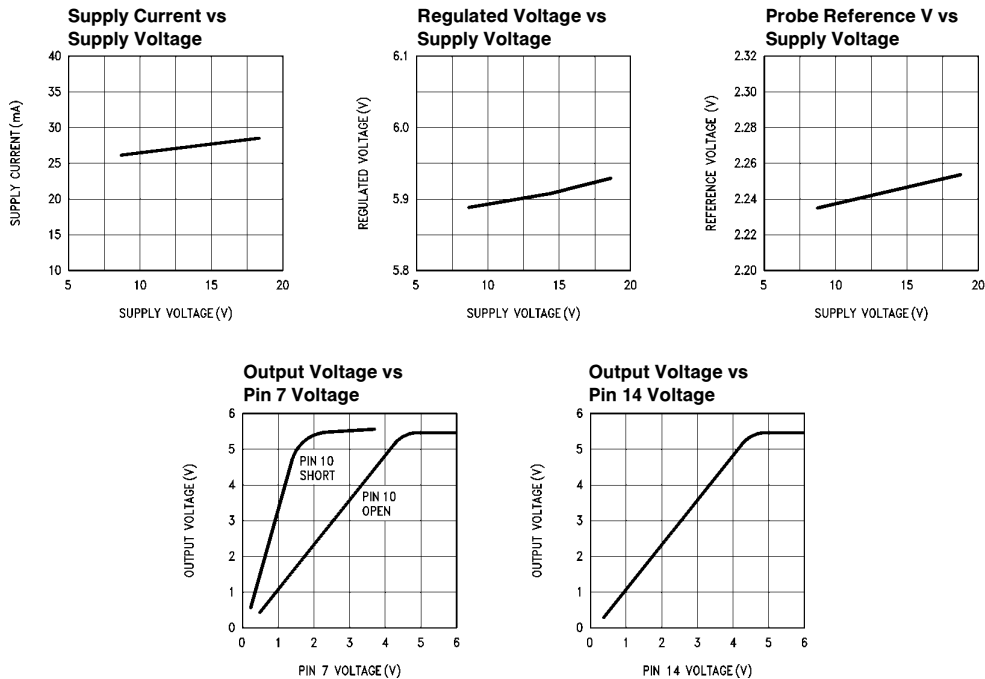 Supply Current vs
Supply Voltage
40
35
30
25
20
15
10
5
10
15
20
SUPPLY CURRENT (mA)
SUPPLY VOLTAGE (V)
Regulated Voltage vs
Supply Voltage
6.1
6.0
5.9
5.8
5
10
15
20
REGULATED VOLTAGE (V)
SUPPLY VOLTAGE (V)
Probe Reference V vs
Supply Voltage
2.32
2.30
2.28
2.26
2.24
2.22
2.20
5
10
15
20
REFERENCE VOLTAGE (V)
SUPPLY VOLTAGE (V)
Output Voltage vs
Pin 7 Voltage
6
5
4
3
2
1
0
0
1
2
3
4
5
6
PIN 10
SHORT
PIN 10
OPEN
OUTPUT VOLTAGE (V)
PIN 7 VOLTAGE (V)
Output Voltage vs
Pin 14 Voltage
6
5
4
3
2
1
0
0
1
2
3
4
5
6
OUTPUT VOLTAGE (V)
PIN 14 VOLTAGE (V)